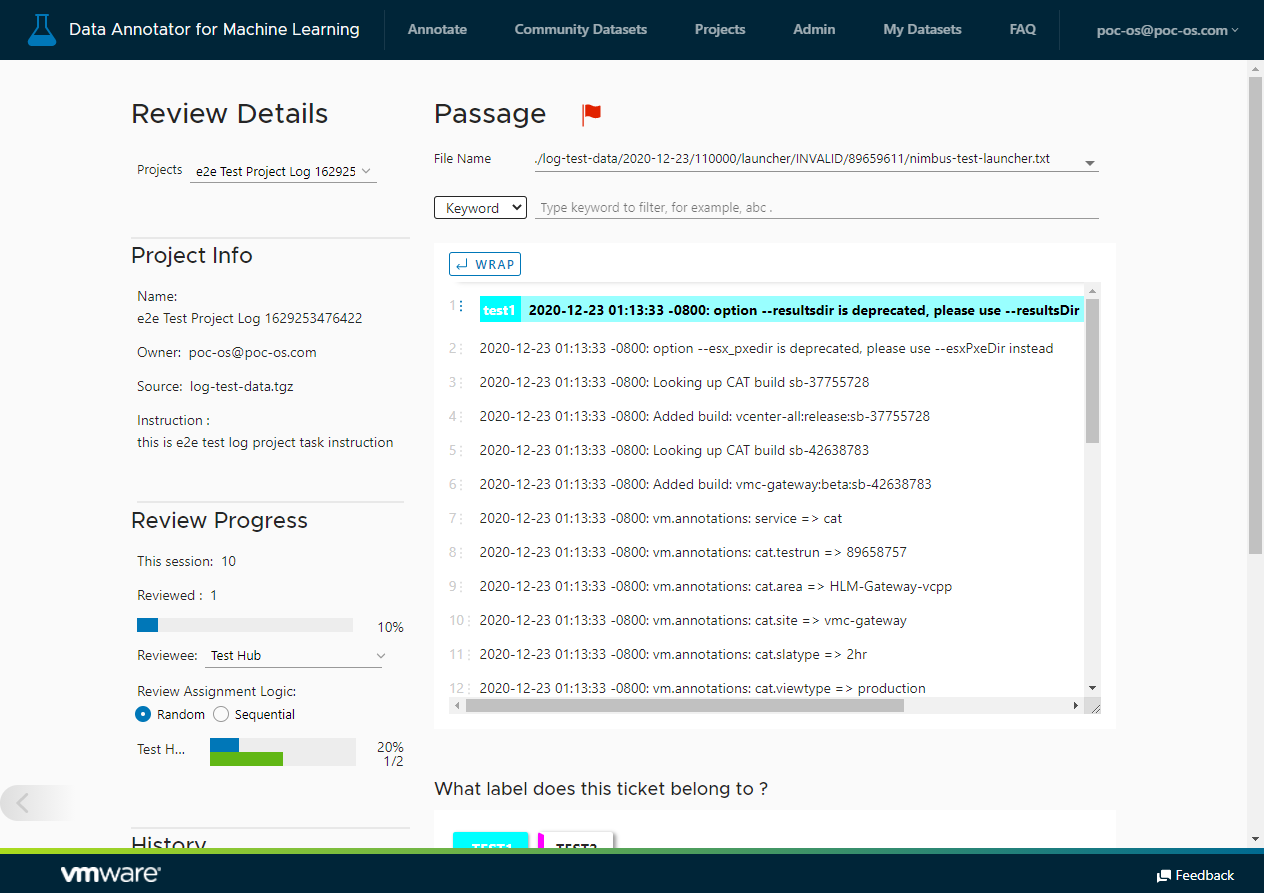 Data Annotator for Machine Learning
Annotate
Community Datasets
Projects
Admin
My Datasets
FAQ
poc-os@poc-os.com
Review Details
Projects e2e Test Project Log 162925
Project Info
Name:
e2e Test Project Log 1629253476422
Owner: poc-os@poc-os.com
Source: log-test-data.tgz
Instruction :
this is e2e test log project task instruction
Review Progress
This session: 10
Reviewed : 1
10%
Reviewee: Test Hub
Review Assignment Logic:
Random Sequential
Test H... 20%
1/2
History
Passage
File Name ./log-test-data/2020-12-23/110000/launcher/INVALID/89659611/nimbus-test-launcher.txt
Keyword Type keyword to filter, for example, abc .
WRAP
1 test1 2020-12-23 01:13:33 -0800: option --resultsdir is deprecated, please use --resultsDir
2 2020-12-23 01:13:33 -0800: option --esx_pxedir is deprecated, please use --esxPxeDir instead
3 2020-12-23 01:13:33 -0800: Looking up CAT build sb-37755728
4 2020-12-23 01:13:33 -0800: Added build: vcenter-all:release:sb-37755728
5 2020-12-23 01:13:33 -0800: Looking up CAT build sb-42638783
6 2020-12-23 01:13:33 -0800: Added build: vmc-gateway:beta:sb-42638783
7 2020-12-23 01:13:33 -0800: vm.annotations: service => cat
8 2020-12-23 01:13:33 -0800: vm.annotations: cat.testrun => 89658757
9 2020-12-23 01:13:33 -0800: vm.annotations: cat.area => HLM-Gateway-vcpp
10 2020-12-23 01:13:33 -0800: vm.annotations: cat.site => vmc-gateway
11 2020-12-23 01:13:33 -0800: vm.annotations: cat.slatype => 2hr
12 2020-12-23 01:13:33 -0800: vm.annotations: cat.viewtype => production
What label does this ticket belong to ?
TEST1 TEST2
vmware
Feedback